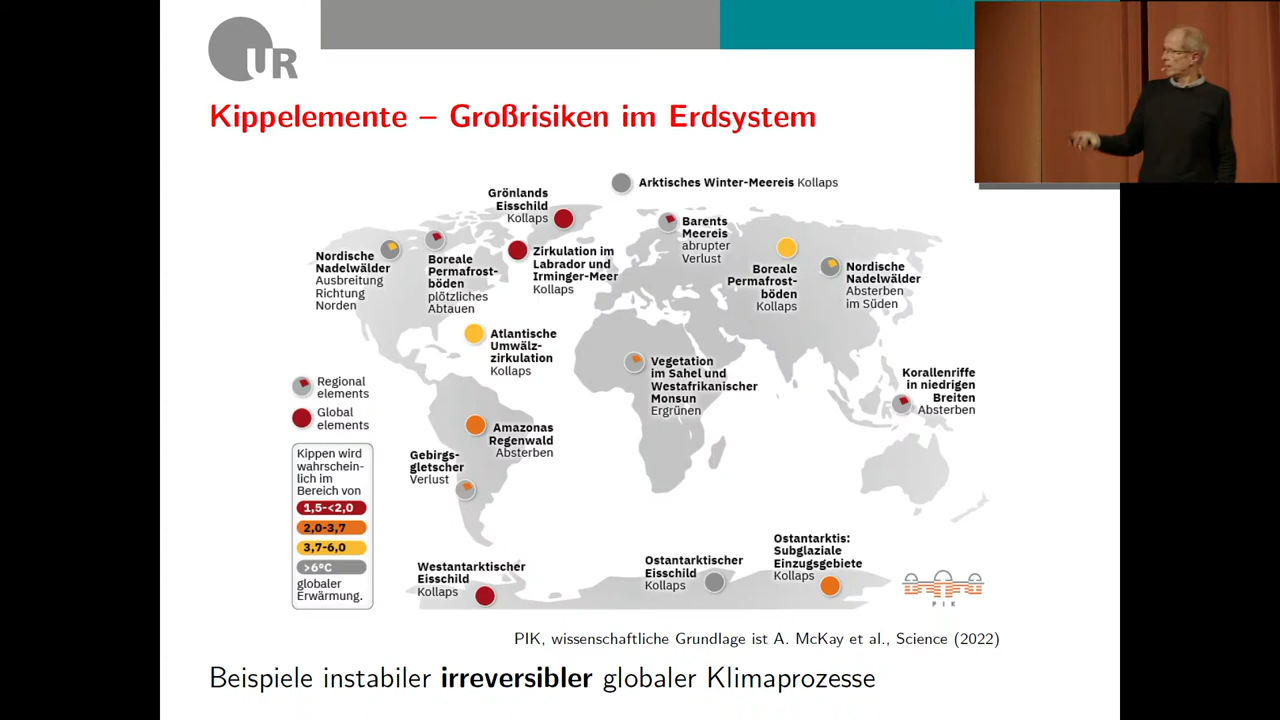 UR
Kippelemente – Großrisiken im Erdsystem
Arktisches Winter-Meereis Kollaps
Grönlands
Eisschild
Kollaps
Barents
Meereis
abrupter
Verlust
Nordische
Nadelwälder
Ausbreitung
Richtung
Norden
Boreale
Permafrost-
böden
plötzliches
Abtauen
Zirkulation im
Labrador und
Irminger-Meer
Kollaps
Boreale
Permafrost-
böden
Kollaps
Nordische
Nadelwälder
Absterben
im Süden
Atlantische
Umwälz-
zirkulation
Kollaps
Vegetation
im Sahel und
Westafrikanischer
Monsun
Ergrünen
Korallenriffe
in niedrigen
Breiten
Absterben
Regional
elements
Global
elements
Amazonas
Regenwald
Absterben
Gebirgs-
gletscher
Verlust
Kippen wird
wahrschein-
lich im
Bereich von
1,5-<2,0
2,0-3,7
3,7-6,0
>6°C
globaler
Erwärmung.
Westantarktischer
Eisschild
Kollaps
Ostantarktischer
Eisschild
Kollaps
Ostantarktis:
Subglaziale
Einzugsgebiete
Kollaps
PIK
PIK, wissenschaftliche Grundlage ist A. McKay et al., Science (2022)
Beispiele instabiler irreversibler globaler Klimaprozesse